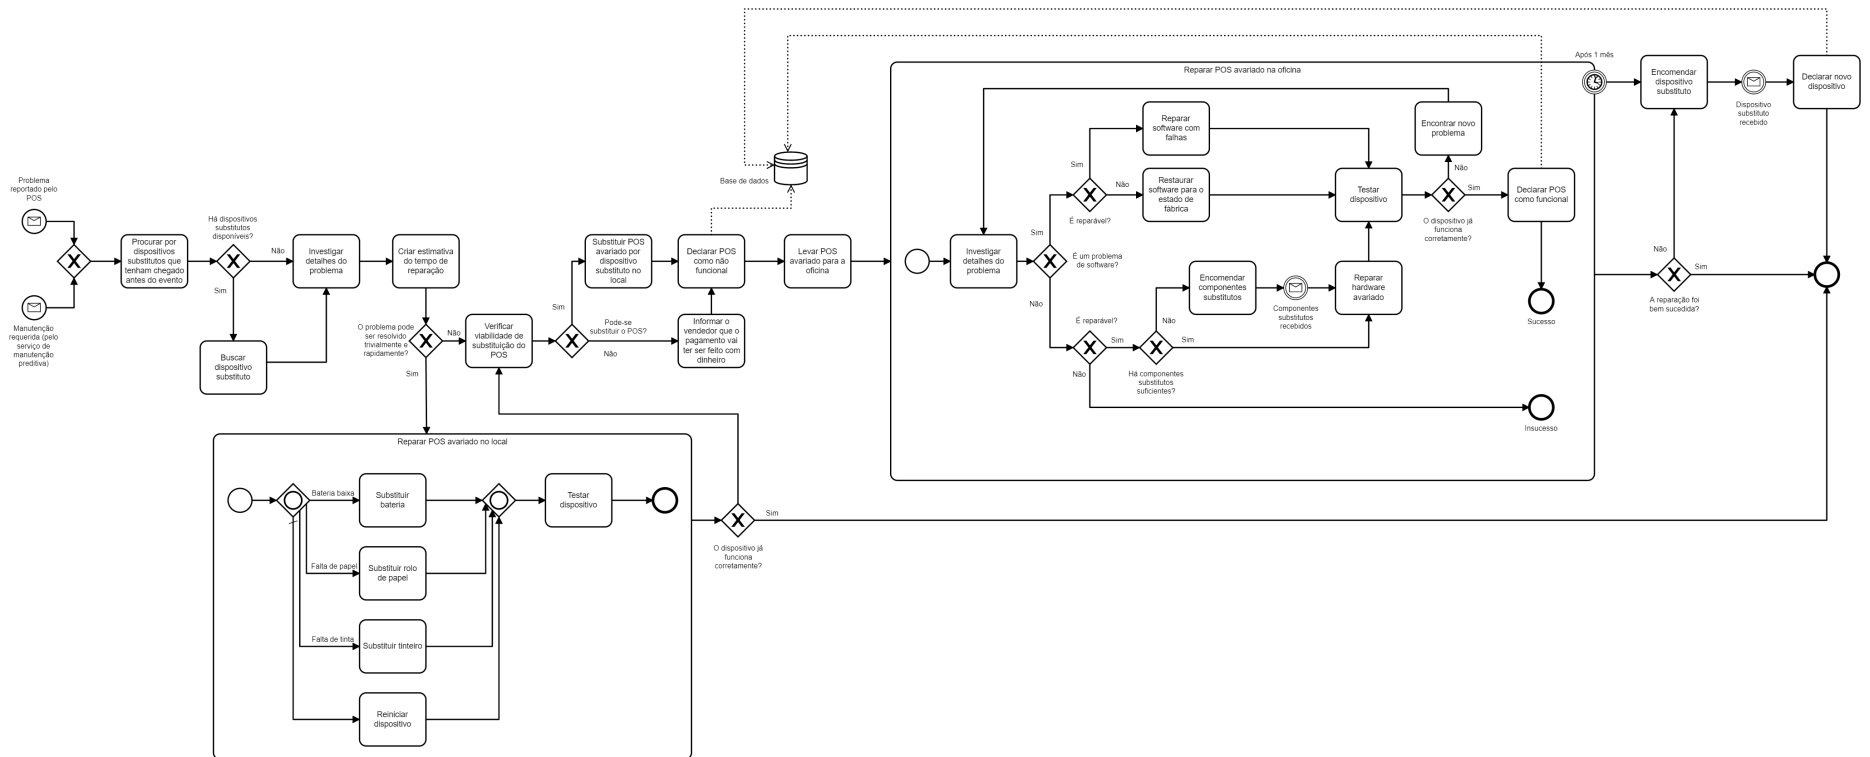 Problema
reportado pelo
POS
Manutenção
requerida (pelo
serviço de
manutenção
preditiva)
Procurar por
dispositivos
substitutos que
tenham chegado
antes do evento
Há dispositivos
substitutos
disponíveis?
Não
Sim
Buscar
dispositivo
substituto
Investigar
detalhes do
problema
Criar estimativa
do tempo de
reparação
O problema pode
ser resolvido
trivialmente e
rapidamente?
Não
Sim
Verificar
viabilidade de
substituição do
POS
Pode-se
substituir o POS?
Sim
Não
Substituir POS
avariado por
dispositivo
substituto no
local
Informar o
vendedor que o
pagamento vai
ter ser feito com
dinheiro
Declarar POS
como não
funcional
Base de dados
Levar POS
avariado para a
oficina
Reparar POS avariado no local
Bateria baixa
Substituir
bateria
Falta de papel
Substituir rolo
de papel
Falta de tinta
Substituir tinteiro
Reiniciar
dispositivo
Testar
dispositivo
O dispositivo já
funciona
corretamente?
Sim
Reparar POS avariado na oficina
Investigar
detalhes do
problema
É um problema
de software?
Sim
Não
É reparável?
Sim
Não
Reparar
software com
falhas
Restaurar
software para o
estado de
fábrica
É reparável?
Sim
Não
Há componentes
substitutos
suficientes?
Não
Sim
Encomendar
componentes
substitutos
Componentes
substitutos
recebidos
Reparar
hardware
avariado
Testar
dispositivo
O dispositivo já
funciona
corretamente?
Não
Sim
Encontrar novo
problema
Declarar POS
como funcional
Sucesso
Insucesso
Após 1 mês
Encomendar
dispositivo
substituto
Dispositivo
substituto
recebido
Declarar novo
dispositivo
A reparação foi
bem sucedida?
Não
Sim